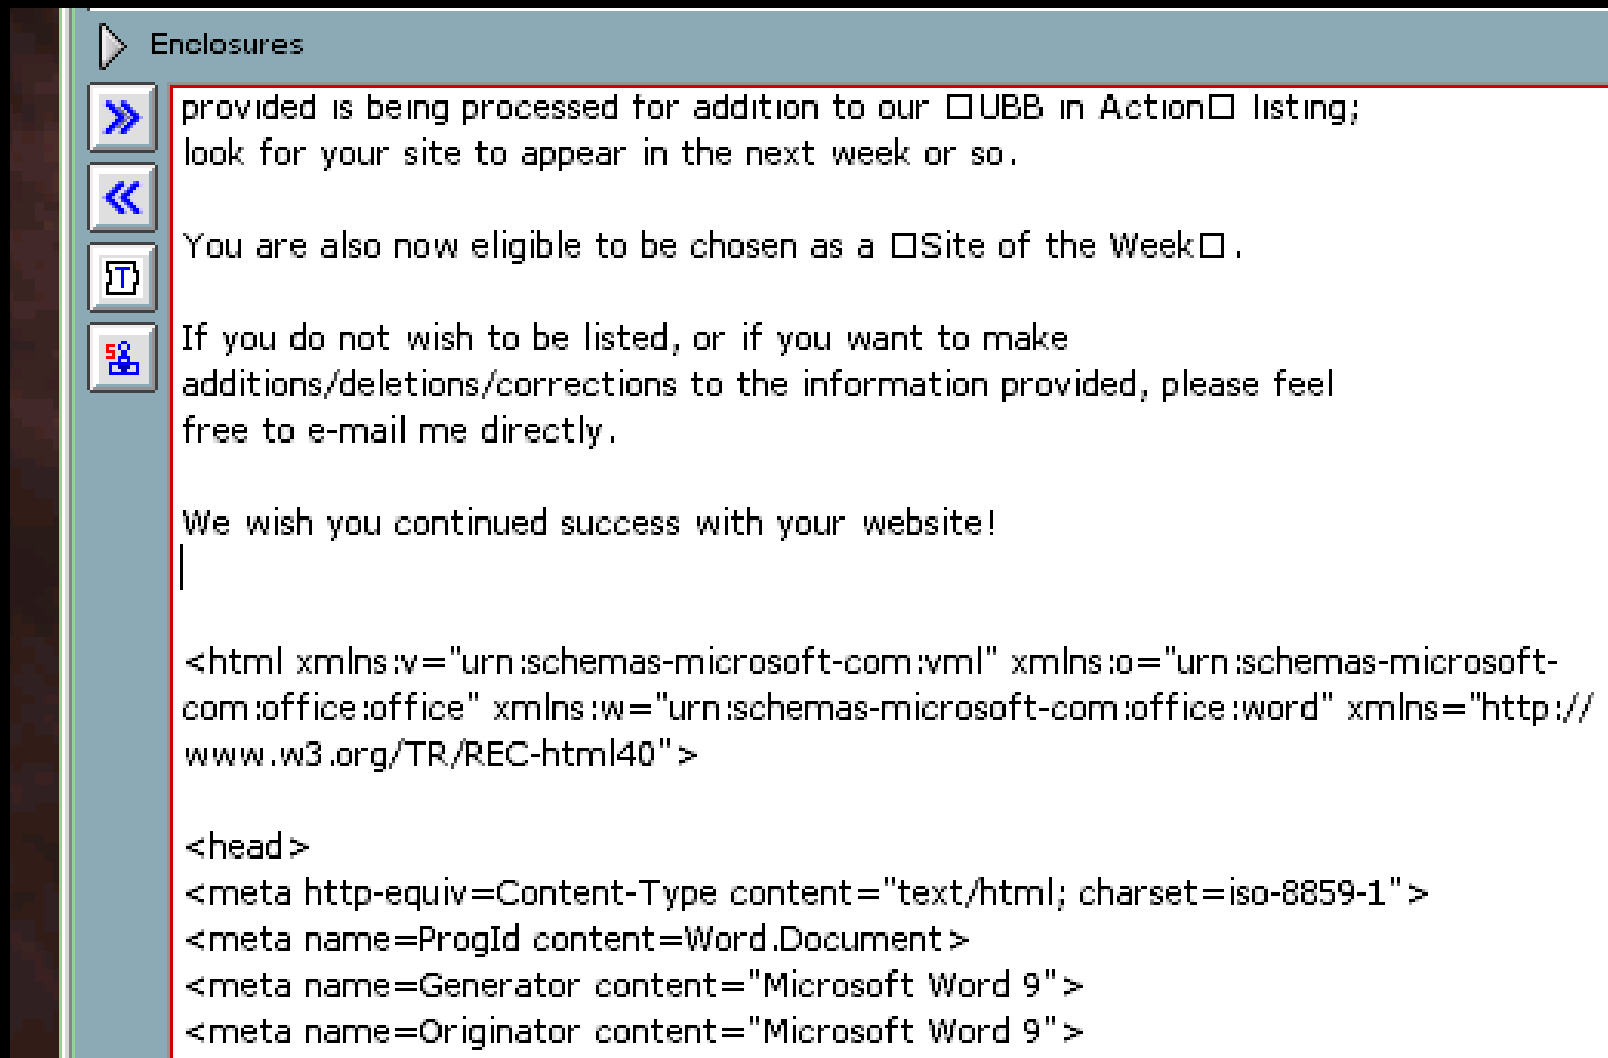 Enclosures
provided is being processed for addition to our □UBB in Action□ listing;
look for your site to appear in the next week or so.
You are also now eligible to be chosen as a □Site of the Week□.
If you do not wish to be listed, or if you want to make
additions/deletions/corrections to the information provided, please feel
free to e-mail me directly.
We wish you continued success with your website!
<html xmlns:v="urn:schemas-microsoft-com:vml" xmlns:o="urn:schemas-microsoft-
com:office:office" xmlns:w="urn:schemas-microsoft-com:office:word" xmlns="http://
www.w3.org/TR/REC-html40">
<head>
<meta http-equiv=Content-Type content="text/html; charset=iso-8859-1">
<meta name=ProgId content=Word.Document>
<meta name=Generator content="Microsoft Word 9">
<meta name=Originator content="Microsoft Word 9">